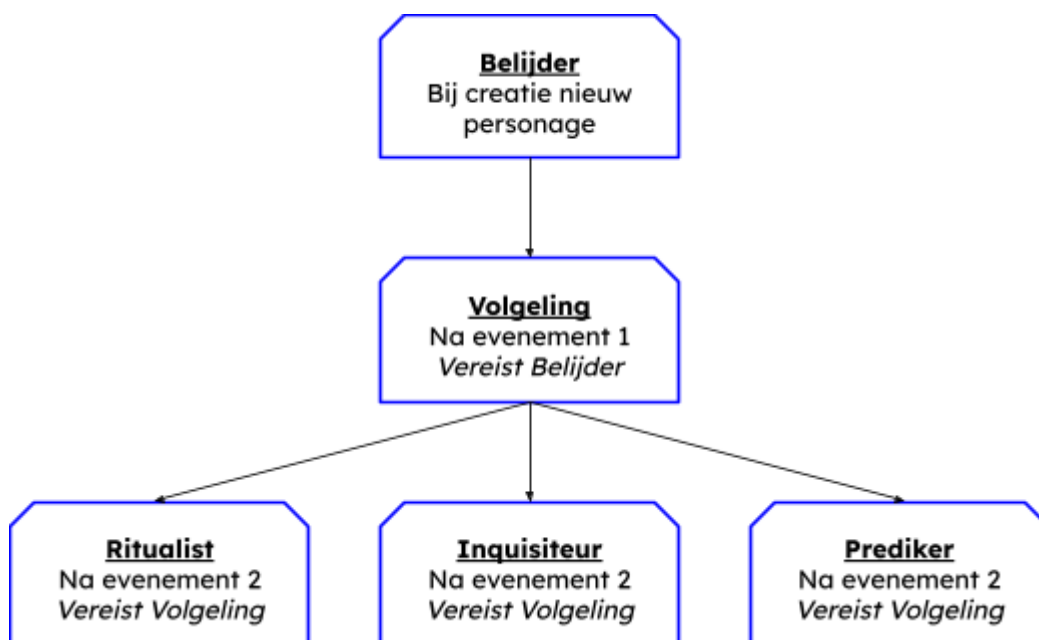 Belijder
Bij creatie nieuw
personage
Volgeling
Na evenement 1
Vereist Belijder
Ritualist
Na evenement 2
Vereist Volgeling
Inquisiteur
Na evenement 2
Vereist Volgeling
Prediker
Na evenement 2
Vereist Volgeling